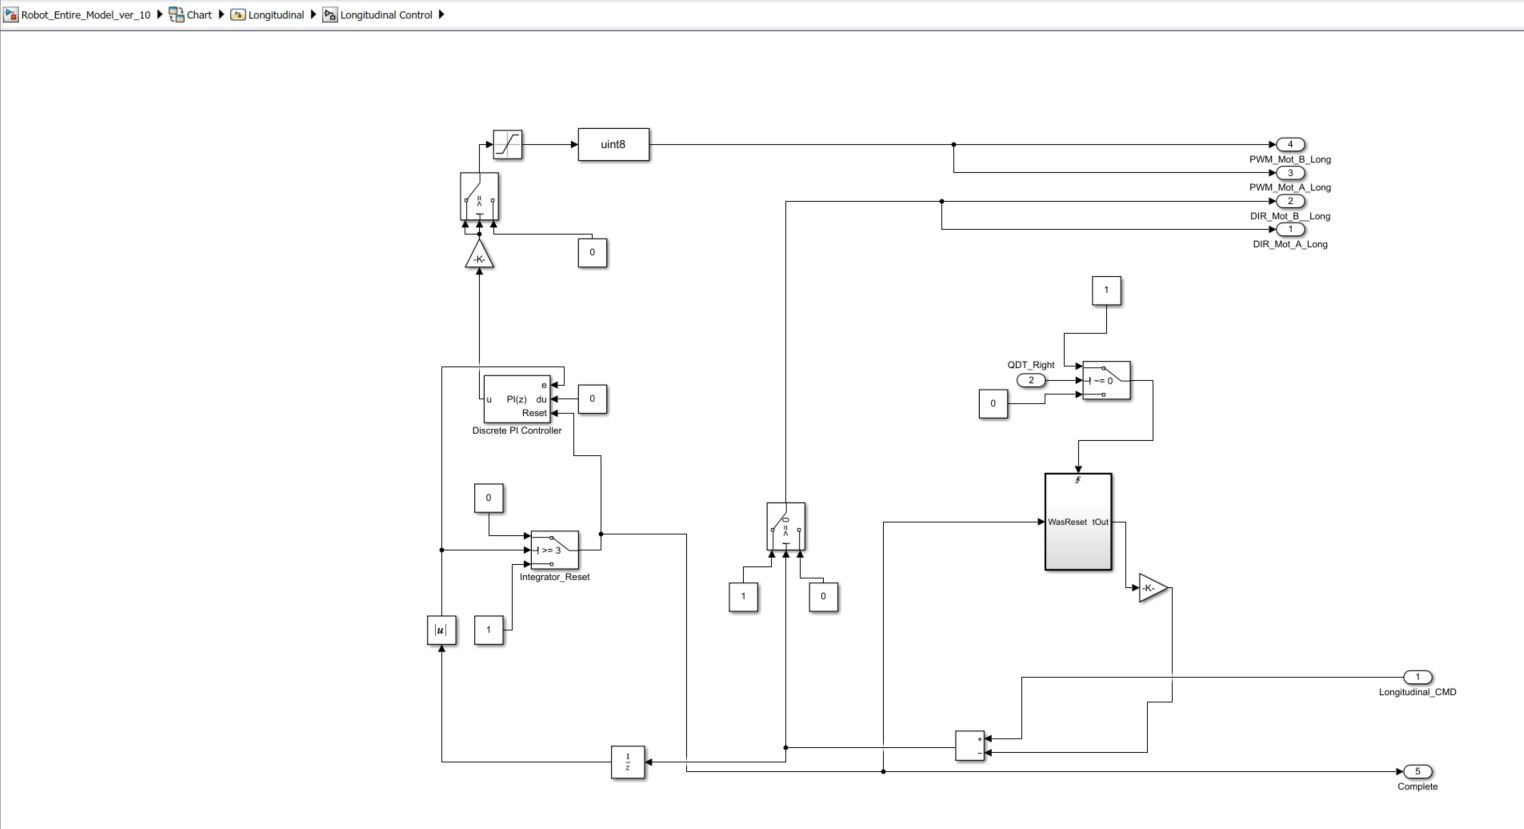 Robot_Entire_Model_ver_10 Chart Longitudinal Longitudinal Control
uint8
4
PWM_Mot_B_Long
3
PWM_Mot_A_Long
2
DIR_Mot_B__Long
1
DIR_Mot_A_Long
>=
0
-K-
1
QDT_Right
2
~= 0
0
e
u PI(z) du
Reset
0
Discrete PI Controller
0
>= 3
Integrator_Reset
1
|u|
>= 0
1
0
WasReset tOut
-K-
1
Longitudinal_CMD
+
−
1
z
5
Complete